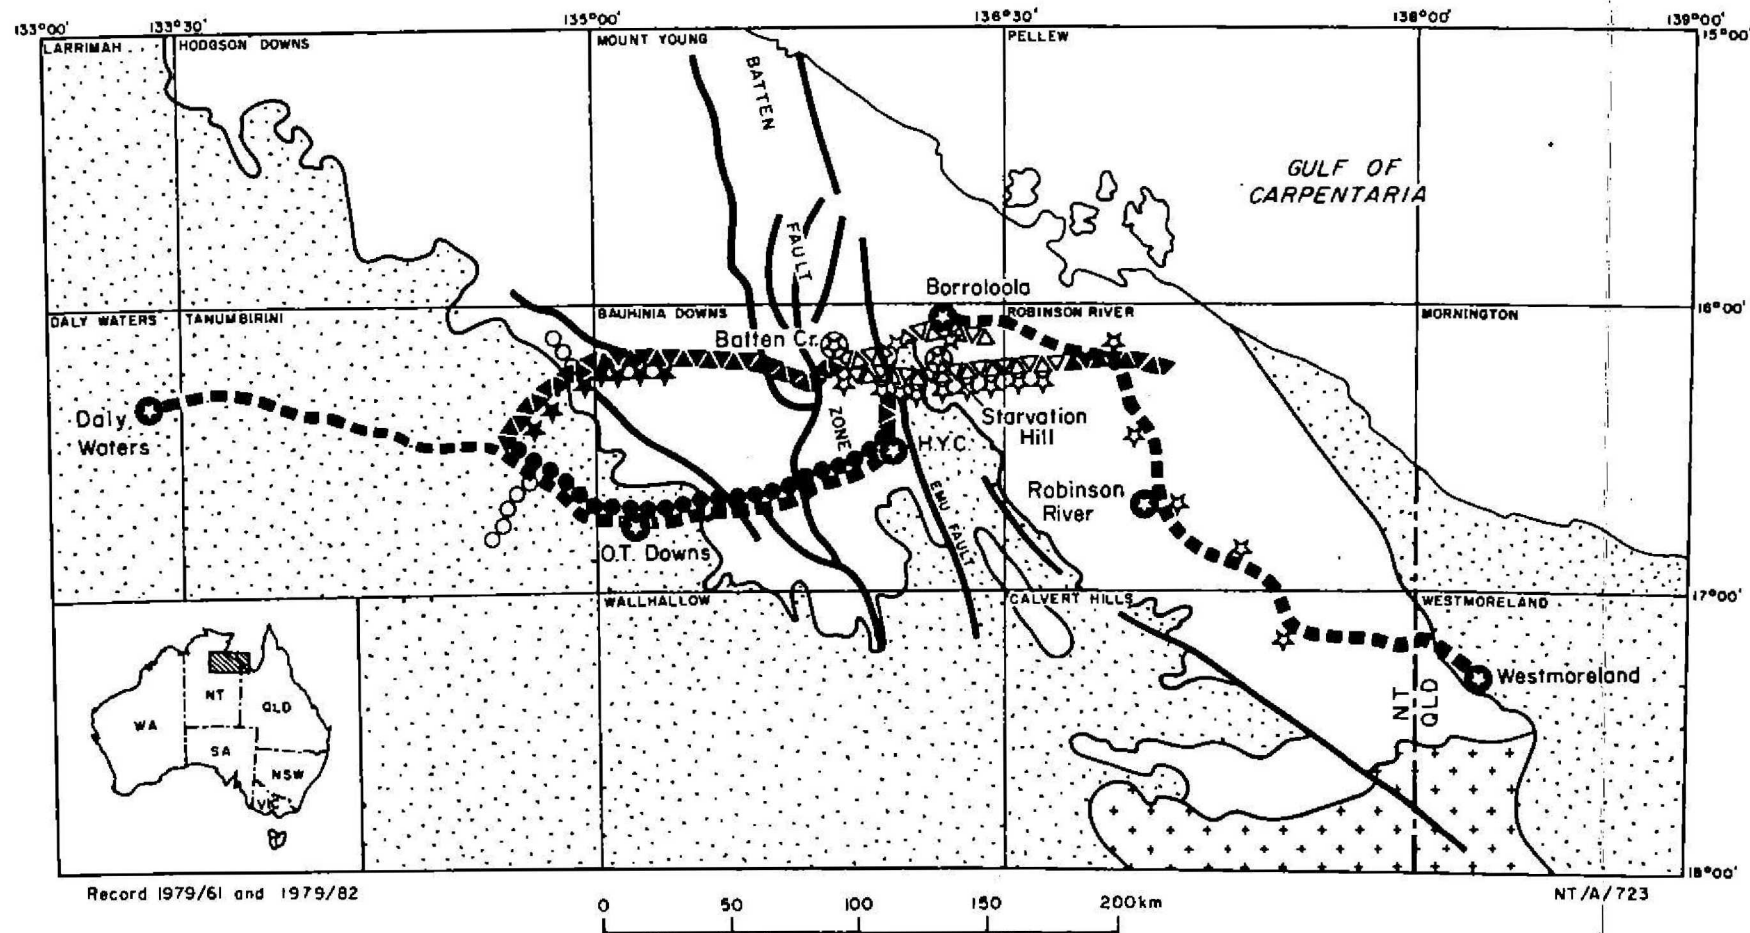 133°00'
133°30'
135°00'
136°30'
138°00'
139°00'
15°00'
LARRIMAH
HODGSON DOWNS
MOUNT YOUNG
PELLEW
BATTEN
FAULT
ZONE
GULF OF
CARPENTARIA
Borroloola
16°00'
DALY WATERS
TANUMBIRINI
BAUHINIA DOWNS
ROBINSON RIVER
MORNINGTON
Batten Cr.
Daly
Waters
Starvation
Hill
H.Y.C.
EMU FAULT
Robinson
River
O.T. Downs
WALLHALLOW
CALVERT HILLS
WESTMORELAND
17°00'
Westmoreland
NT
QLD
WA
NT
QLD
SA
NSW
VIC
18°00'
Record 1979/61 and 1979/82
NT/A/723
0 50 100 150 200km